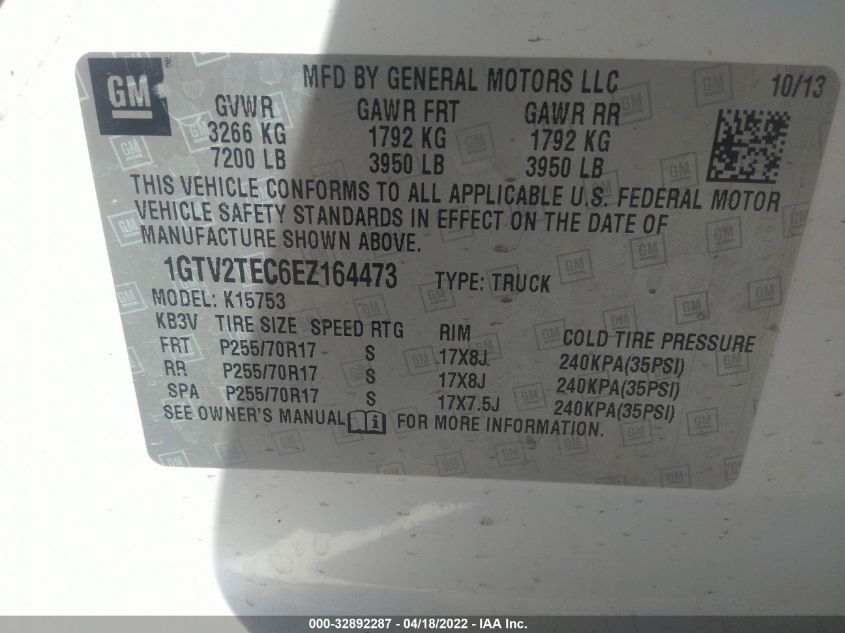 GM ® MFD BY GENERAL MOTORS LLC 10/13
GVWR GAWR FRT GAWR RR
3266 KG 1792 KG 1792 KG
7200 LB 3950 LB 3950 LB
THIS VEHICLE CONFORMS TO ALL APPLICABLE U.S. FEDERAL MOTOR
VEHICLE SAFETY STANDARDS IN EFFECT ON THE DATE OF
MANUFACTURE SHOWN ABOVE.
1GTV2TEC6EZ164473 TYPE: TRUCK
MODEL: K15753
KB3V TIRE SIZE SPEED RTG RIM COLD TIRE PRESSURE
FRT P255/70R17 S 17X8J 240KPA(35PSI)
RR P255/70R17 S 17X8J 240KPA(35PSI)
SPA P255/70R17 S 17X7.5J 240KPA(35PSI)
SEE OWNER'S MANUAL FOR MORE INFORMATION.
000-32892287 - 04/18/2022 - IAA Inc.